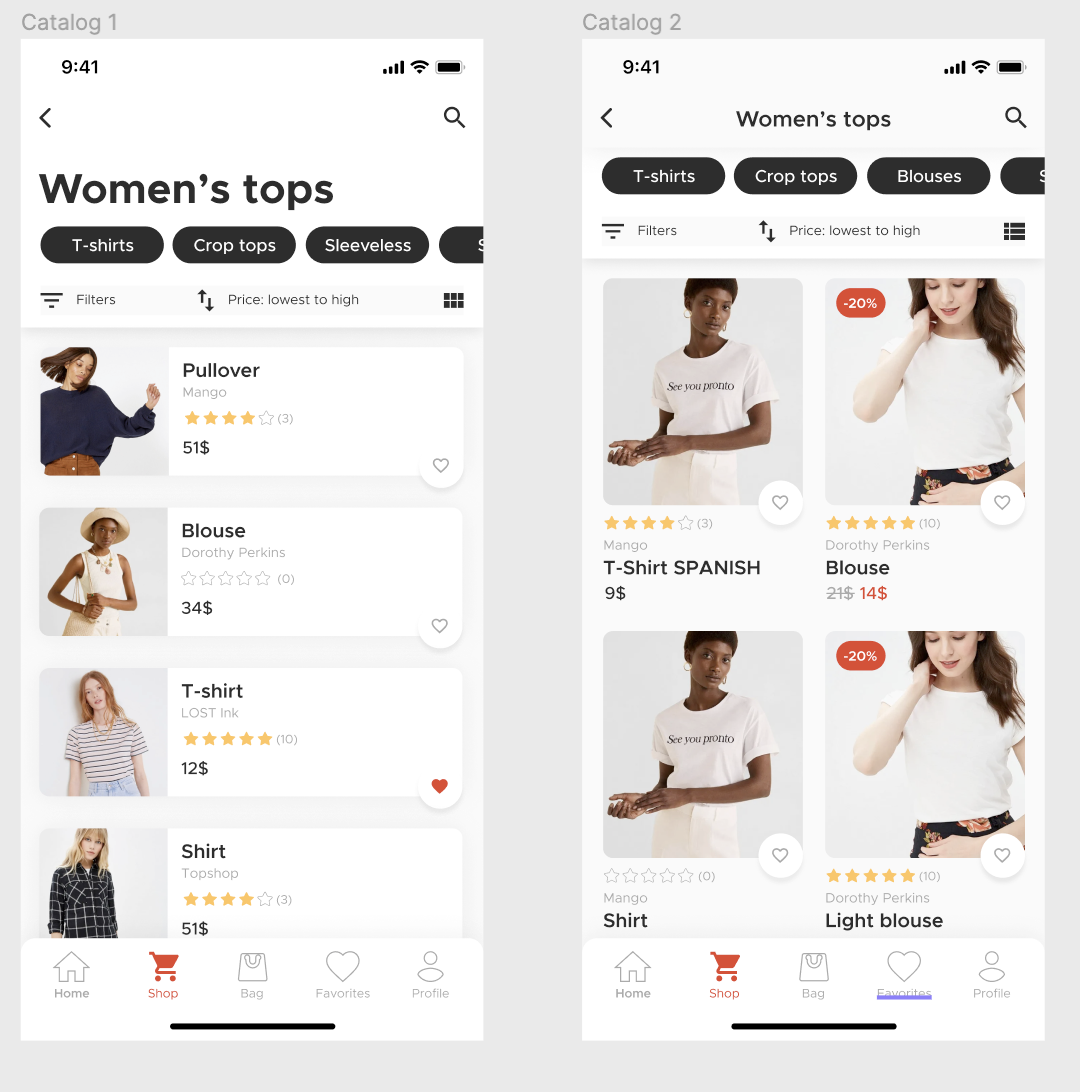 Catalog 1
9:41
Women's tops
T-shirts
Crop tops
Sleeveless
S
Filters
Price: lowest to high
Pullover
Mango
(3)
51$
Blouse
Dorothy Perkins
(0)
34$
T-shirt
LOST Ink
(10)
12$
Shirt
Topshop
(3)
51$
Home
Shop
Bag
Favorites
Profile
Catalog 2
9:41
Women's tops
T-shirts
Crop tops
Blouses
S
Filters
Price: lowest to high
See you pronto
-20%
(3)
Mango
T-Shirt SPANISH
9$
(10)
Dorothy Perkins
Blouse
21$ 14$
See you pronto
-20%
(0)
Mango
Shirt
(10)
Dorothy Perkins
Light blouse
Home
Shop
Bag
Favorites
Profile